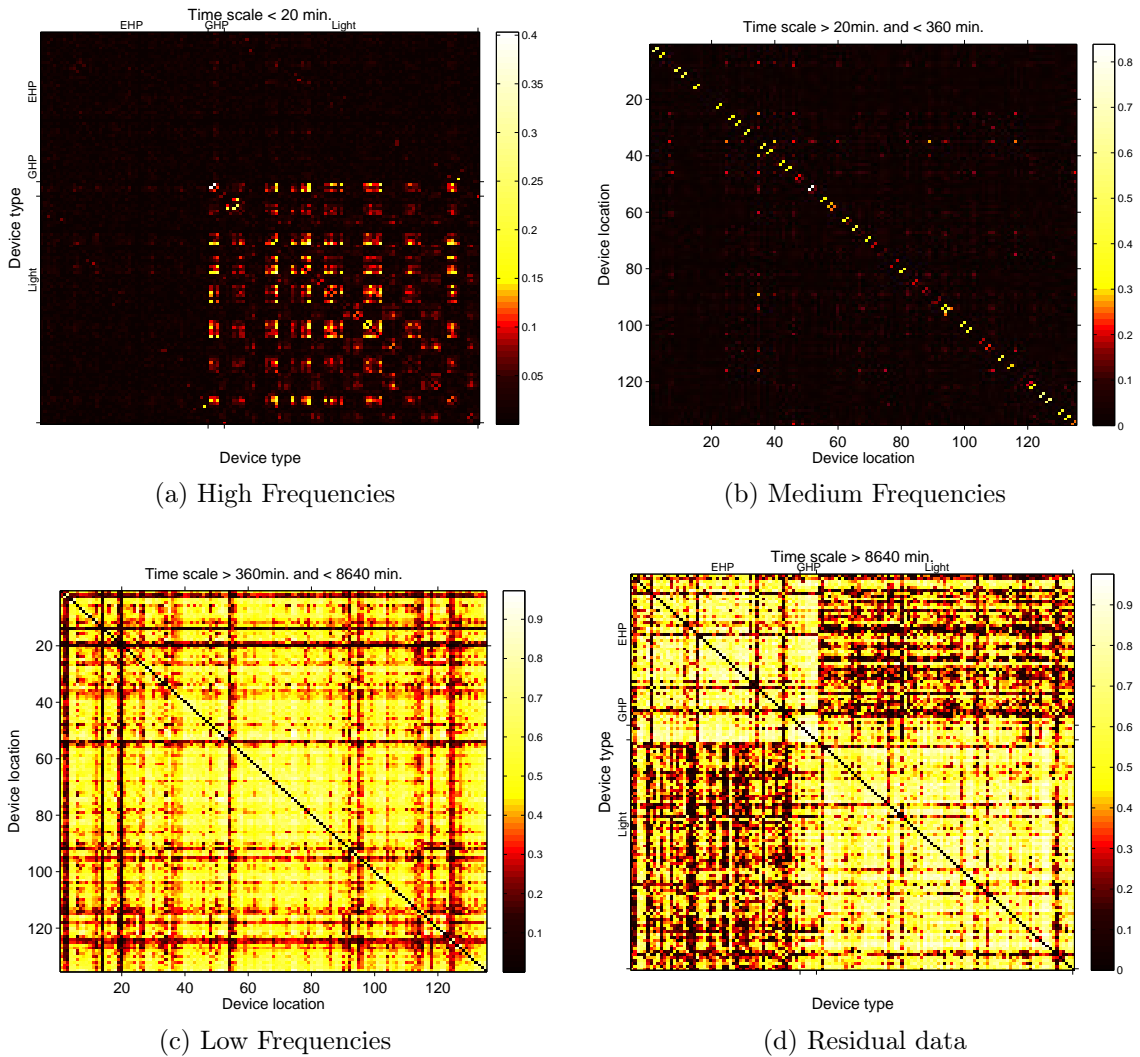 Time scale < 20 min.
EHP GHP Light
EHP
GHP
Light
Device type
Device type
0.4
0.35
0.3
0.25
0.2
0.15
0.1
0.05
(a) High Frequencies
Time scale > 20min. and < 360 min.
20
40
60
80
100
120
Device location
20 40 60 80 100 120
Device location
0.8
0.7
0.6
0.5
0.4
0.3
0.2
0.1
0
(b) Medium Frequencies
Time scale > 360min. and < 8640 min.
20
40
60
80
100
120
Device location
20 40 60 80 100 120
Device location
0.9
0.8
0.7
0.6
0.5
0.4
0.3
0.2
0.1
(c) Low Frequencies
Time scale > 8640 min.
EHP GHP Light
EHP
GHP
Light
Device type
Device type
0.9
0.8
0.7
0.6
0.5
0.4
0.3
0.2
0.1
0
(d) Residual data